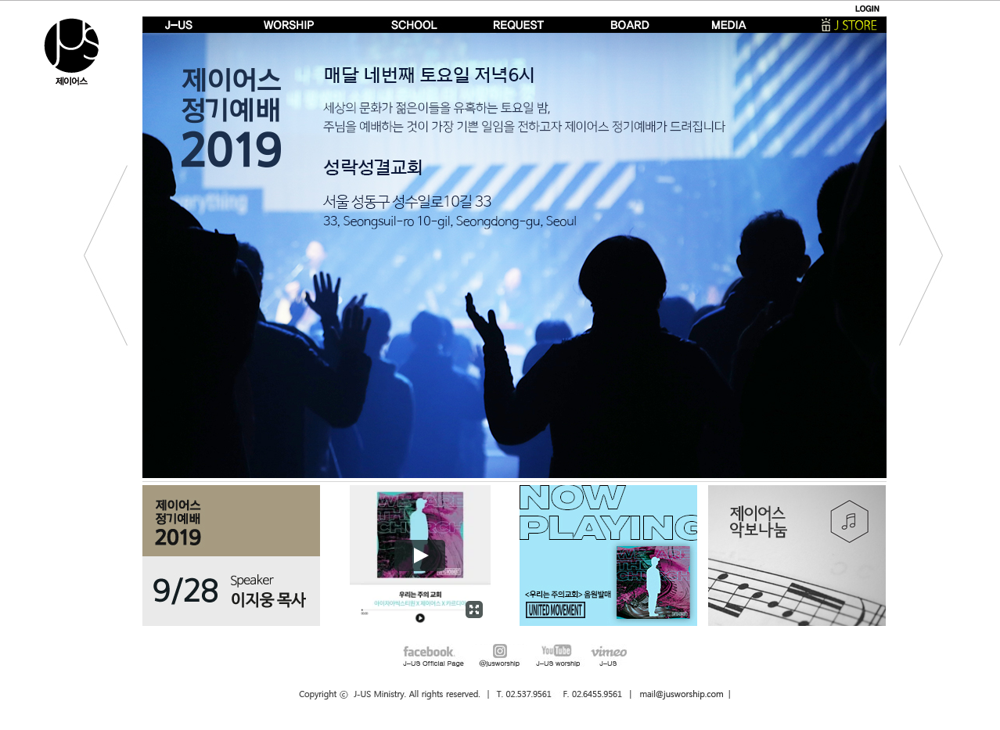 LOGIN
J-US WORSHIP SCHOOL REQUEST BOARD MEDIA J STORE
JUS
제이어스
제이어스
정기예배
2019
매달 네번째 토요일 저녁6시
세상의 문화가 젊은이들을 유혹하는 토요일 밤,
주님을 예배하는 것이 가장 기쁜 일임을 전하고자 제이어스 정기예배가 드려집니다
성락성결교회
서울 성동구 성수일로10길 33
33, Seongsuil-ro 10-gil, Seongdong-gu, Seoul
everything
제이어스
정기예배
2019
9/28
Speaker
이지웅 목사
WE ARE
THE
CHURCH
우리는 주의 교회
아이자야씩스티원 X 제이어스 X 카르디아
NOW
PLAYING
WE ARE
THE
CHURCH
<우리는 주의교회> 음원발매
UNITED MOVEMENT
제이어스
악보나눔
facebook. YouTube vimeo
J-US Official Page @jusworship J-US worship J-US
Copyright ⓒ J-US Ministry. All rights reserved. | T. 02.537.9561 F. 02.6455.9561 | mail@jusworship.com |